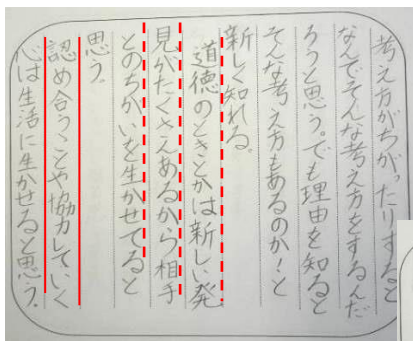 考え方がちがったりすると
なんでそんな考え方をするんだ
ろうと思う。でも理由を知ると
そんな考え方もあるのか！と
新しく知れる。
道徳のときとかは新しい発
見がたくさんあるから相手
とのちがいを生かせてると
思う。
認め合うことや協力していく
心は生活に生かせると思う。